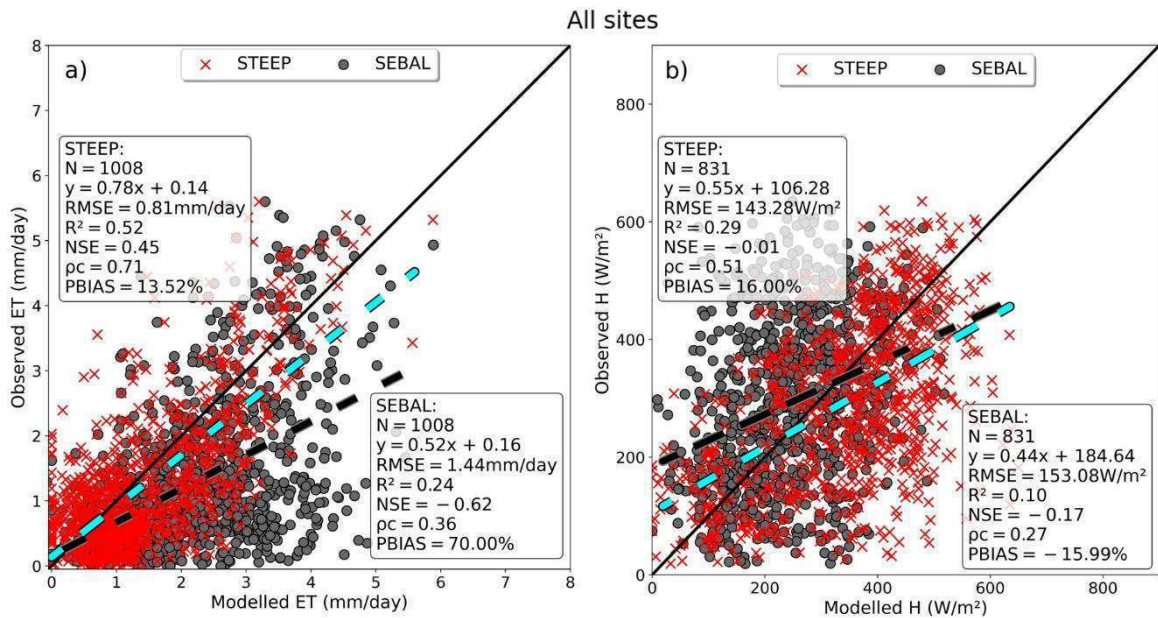 All sites
a)
STEEP SEBAL
STEEP:
N = 1008
y = 0.78x + 0.14
RMSE = 0.81mm/day
R² = 0.52
NSE = 0.45
ρc = 0.71
PBIAS = 13.52%
SEBAL:
N = 1008
y = 0.52x + 0.16
RMSE = 1.44mm/day
R² = 0.24
NSE = − 0.62
ρc = 0.36
PBIAS = 70.00%
Observed ET (mm/day)
8
7
6
5
4
3
2
1
0
0 1 2 3 4 5 6 7 8
Modelled ET (mm/day)
b)
STEEP SEBAL
STEEP:
N = 831
y = 0.55x + 106.28
RMSE = 143.28W/m²
R² = 0.29
NSE = − 0.01
ρc = 0.51
PBIAS = 16.00%
SEBAL:
N = 831
y = 0.44x + 184.64
RMSE = 153.08W/m²
R² = 0.10
NSE = − 0.17
ρc = 0.27
PBIAS = − 15.99%
Observed H (W/m²)
800
600
400
200
0
0 200 400 600 800
Modelled H (W/m²)